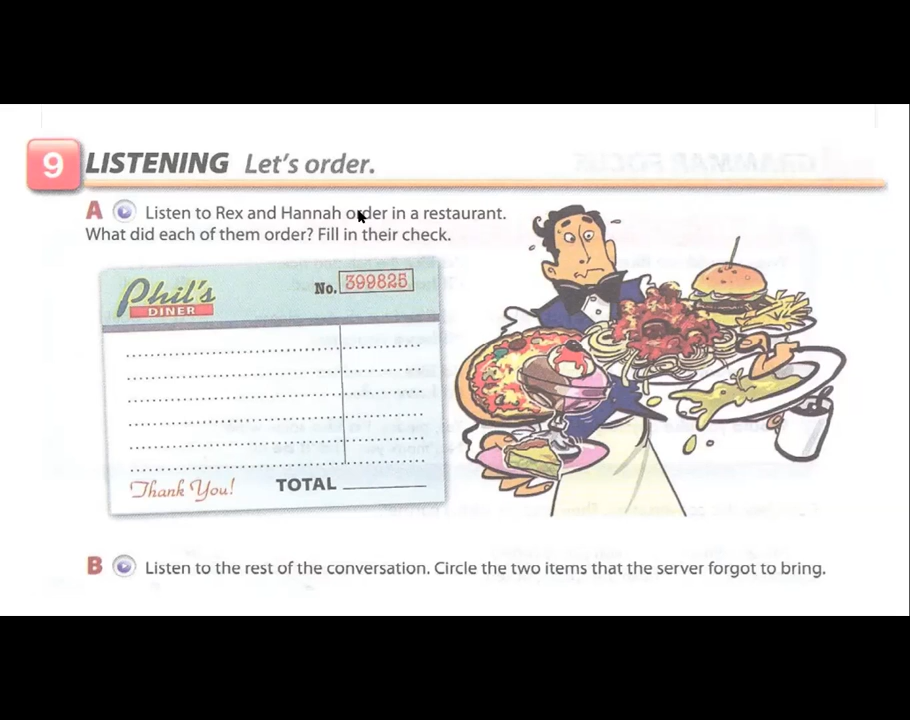 9 LISTENING Let's order.
A Listen to Rex and Hannah order in a restaurant.
What did each of them order? Fill in their check.
Phil's
DINER
No. 399825
Thank You! TOTAL
B Listen to the rest of the conversation. Circle the two items that the server forgot to bring.